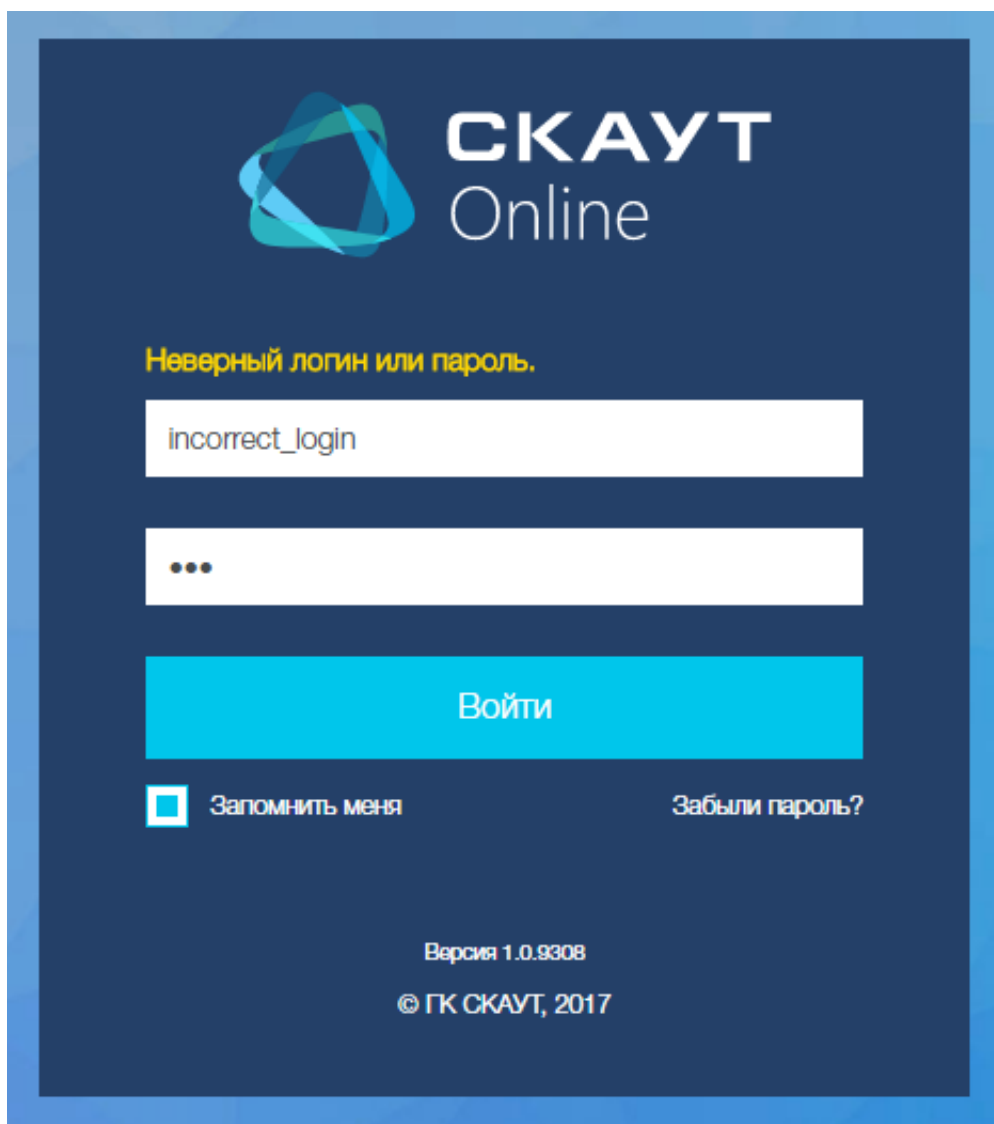 СКАУТ
Online
Неверный логин или пароль.
incorrect_login
•••
Войти
Запомнить меня
Забыли пароль?
Версия 1.0.9308
© ГК СКАУТ, 2017